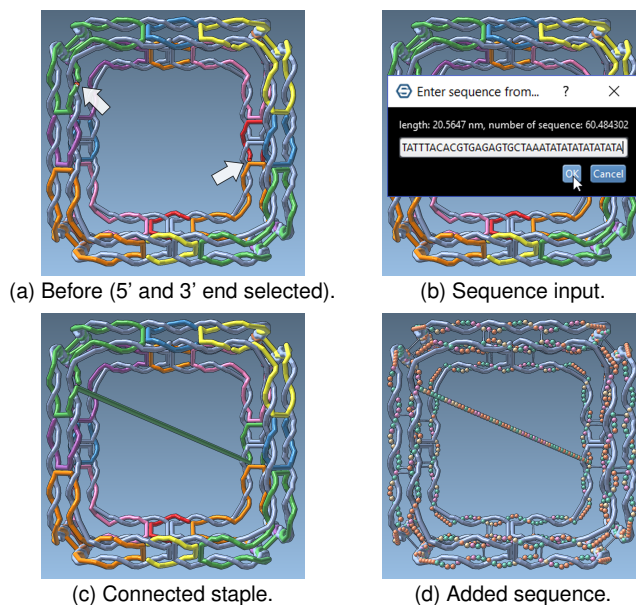 Enter sequence from... ? ×
length: 20.5647 nm, number of sequence: 60.484302
TATTTACACGTGAGAGTGCTAAATATATATATATATA
OK Cancel
(a) Before (5’ and 3’ end selected).
(b) Sequence input.
(c) Connected staple.
(d) Added sequence.